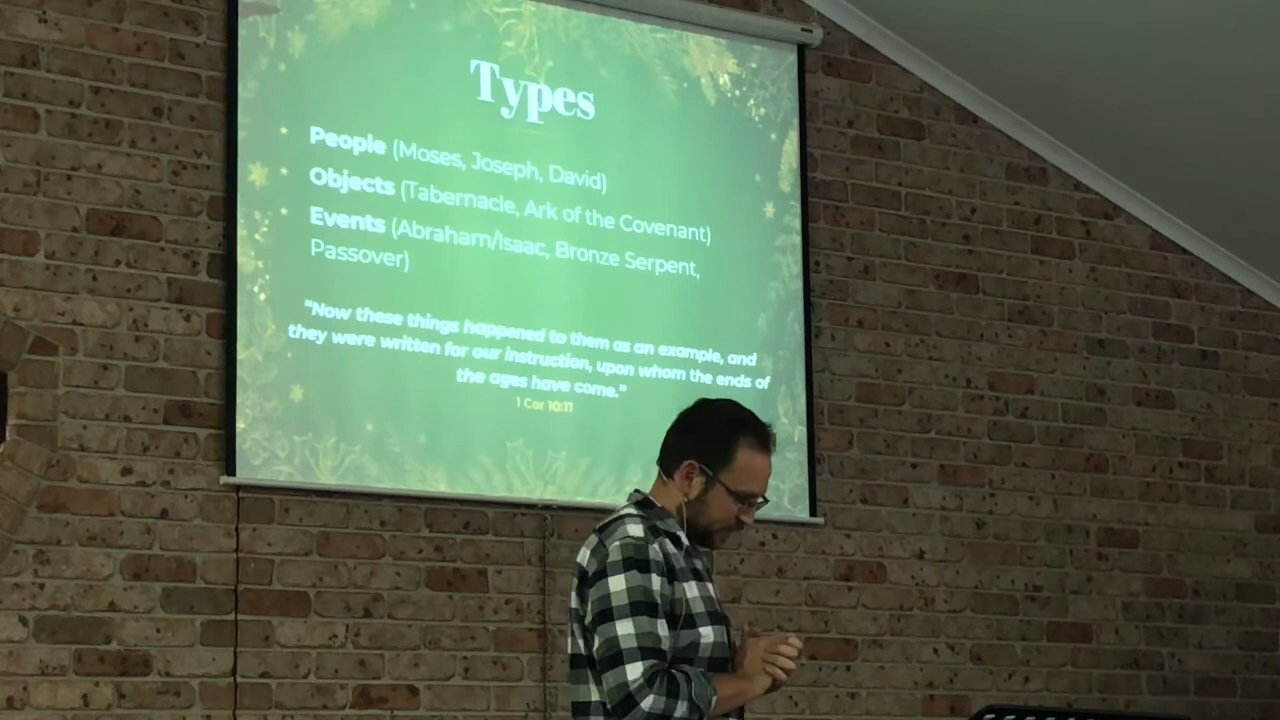 Types
People (Moses, Joseph, David)
Objects (Tabernacle, Ark of the Covenant)
Events (Abraham/Isaac, Bronze Serpent,
Passover)
"Now these things happened to them as an example, and
they were written for our instruction, upon whom the ends of
the ages have come."
1 Cor 10:11